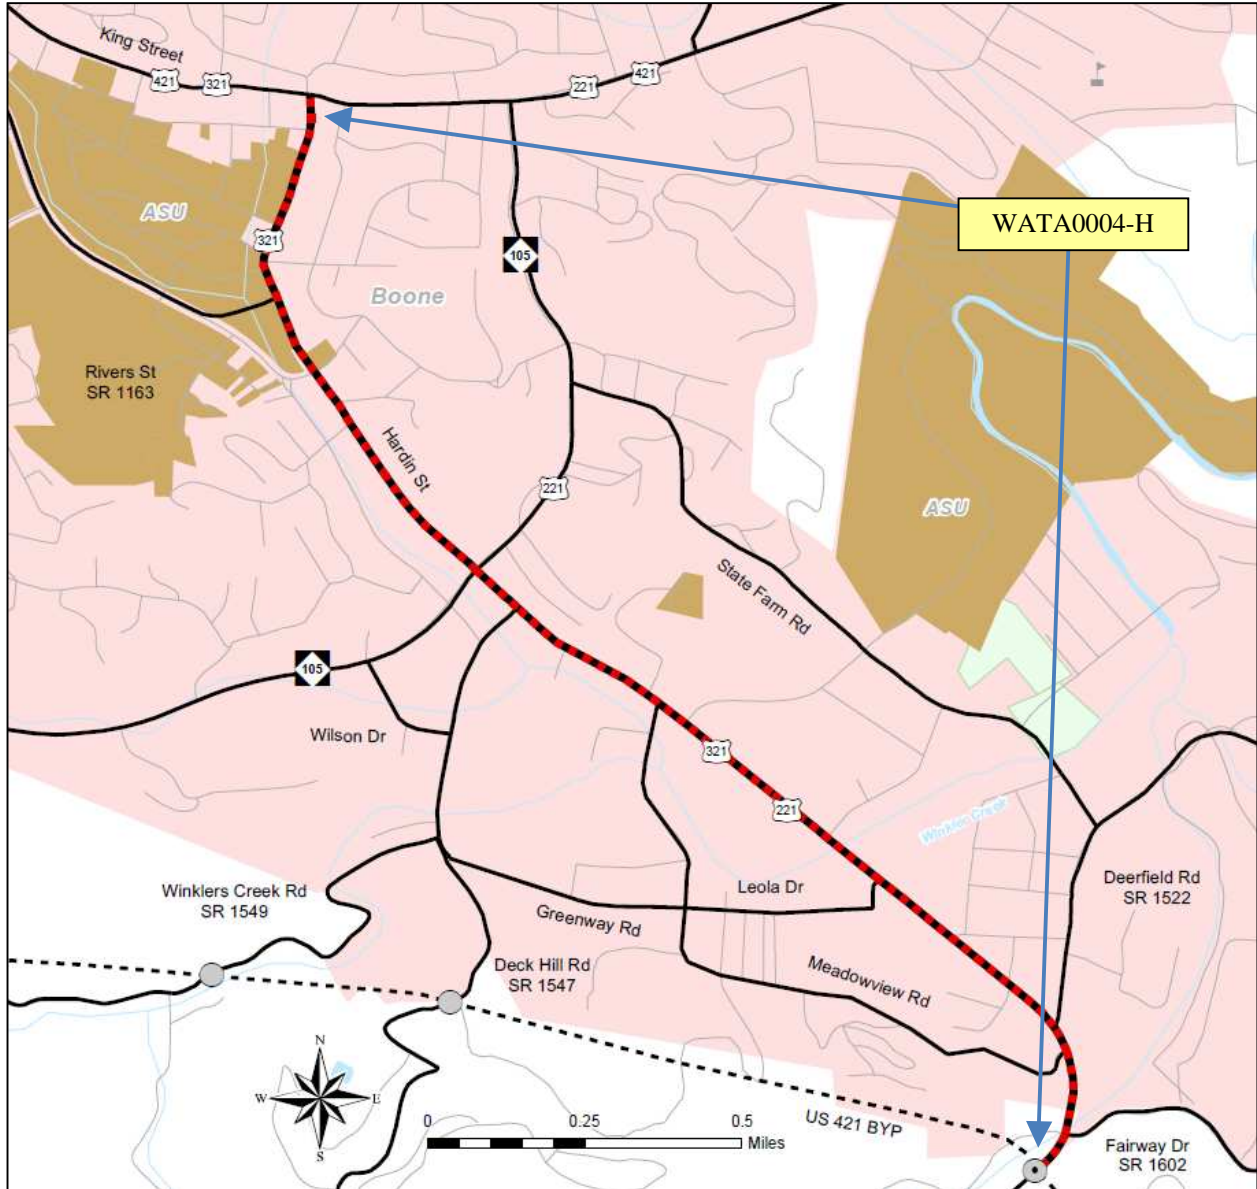 King Street
421
321
221
421
WATA0004-H
ASU
321
105
Boone
Rivers St
SR 1163
Hardin St
221
ASU
State Farm Rd
105
Wilson Dr
321
221
Winkler Creek
Winklers Creek Rd
SR 1549
Leola Dr
Greenway Rd
Deerfield Rd
SR 1522
Deck Hill Rd
SR 1547
Meadowview Rd
N
W
E
S
0
0.25
0.5
Miles
US 421 BYP
Fairway Dr
SR 1602